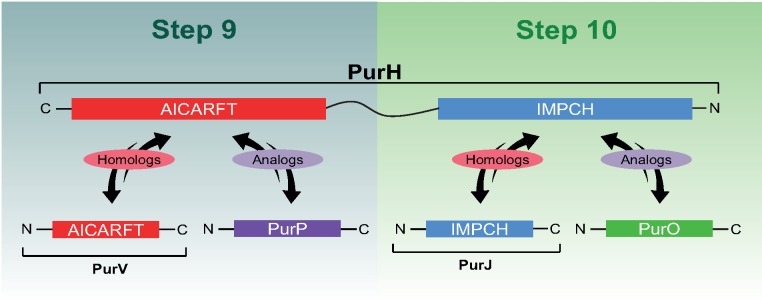 Step 9
Step 10
PurH
C
AICARFT
IMPCH
N
Homologs
Analogs
Homologs
Analogs
N
AICARFT
C
N
PurP
C
N
IMPCH
C
N
PurO
C
PurV
PurJ